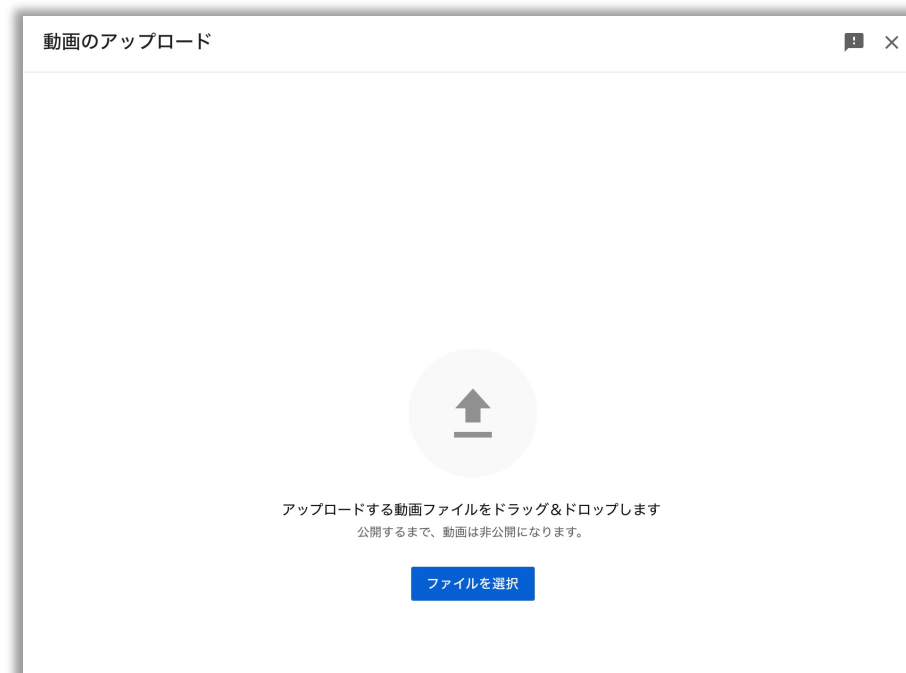 動画のアップロード
アップロードする動画ファイルをドラッグ＆ドロップします
公開するまで、動画は非公開になります。
ファイルを選択